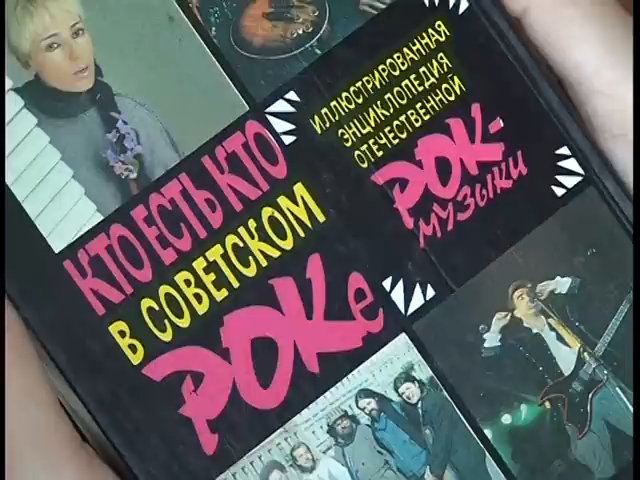 КТО ЕСТЬ КТО
В СОВЕТСКОМ
РОКе
ИЛЛЮСТРИРОВАННАЯ
ЭНЦИКЛОПЕДИЯ
ОТЕЧЕСТВЕННОЙ
РОК-
МУЗЫКИ